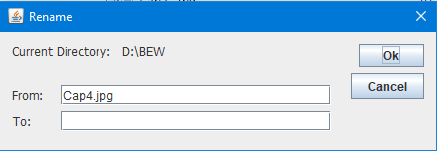 Rename
Current Directory: D:\BEW
Ok
Cancel
From: Cap4.jpg
To: